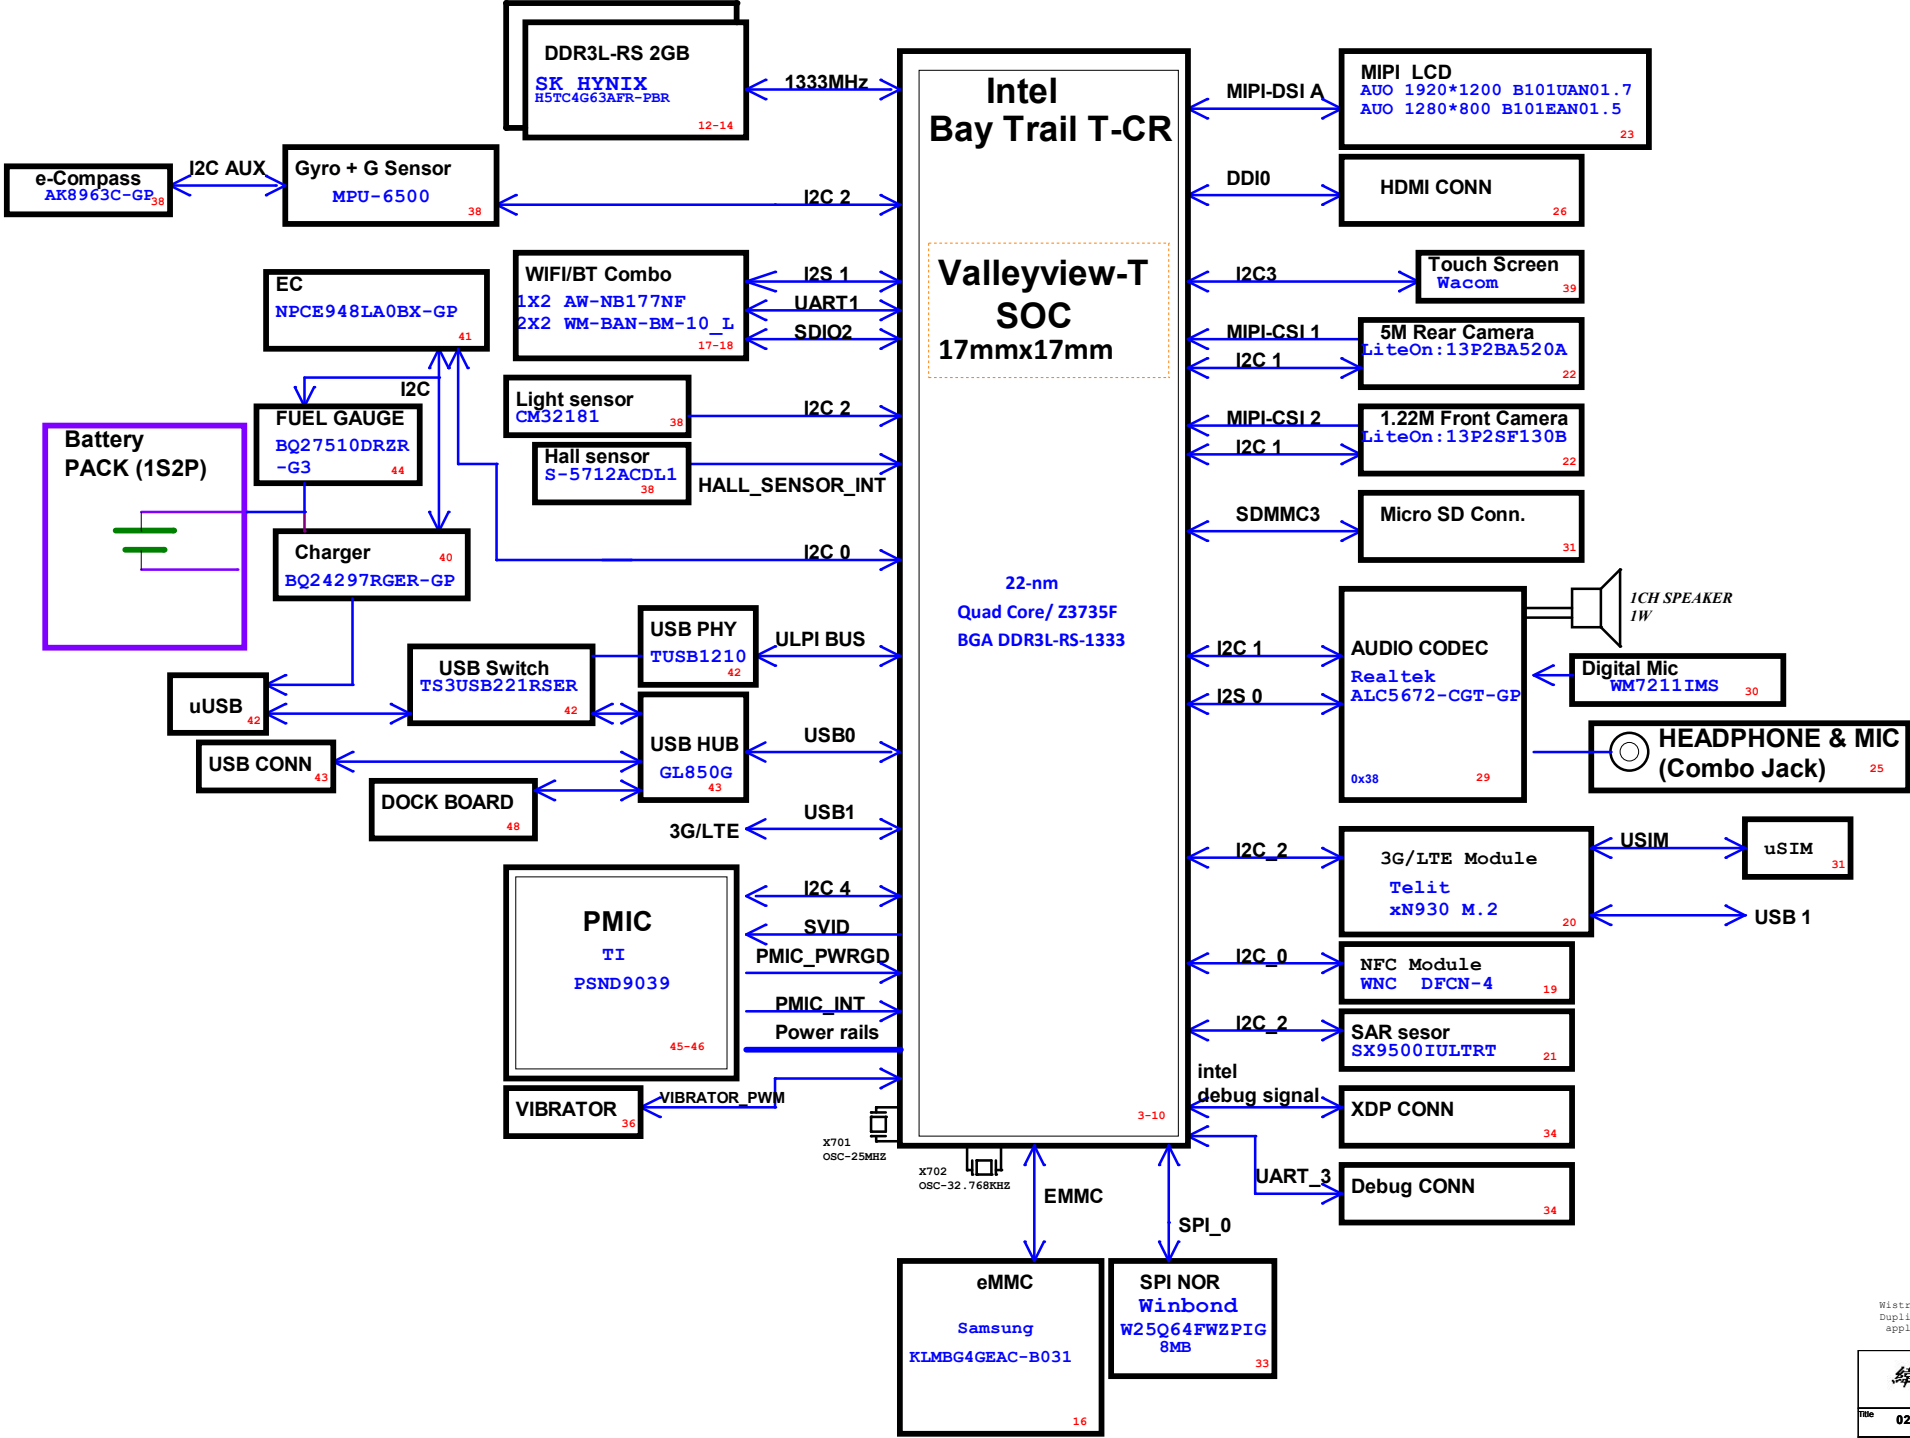 DDR3L-RS 2GB
SK HYNIX
H5TC4G63AFR-PBR
12-14
1333MHz
e-Compass
AK8963C-GP
38
I2C AUX
Gyro + G Sensor
MPU-6500
38
I2C 2
EC
NPCE948LA0BX-GP
41
WIFI/BT Combo
1X2 AW-NB177NF
2X2 WM-BAN-BM-10_L
17-18
I2S 1
UART1
SDIO2
I2C
Light sensor
CM32181
38
I2C 2
Hall sensor
S-5712ACDL1
38
HALL_SENSOR_INT
FUEL GAUGE
BQ27510DRZR
-G3
44
Battery
PACK (1S2P)
Charger
40
BQ24297RGER-GP
I2C 0
USB PHY
TUSB1210
42
ULPI BUS
USB Switch
TS3USB221RSER
42
uUSB
42
USB CONN
43
USB HUB
GL850G
43
USB0
DOCK BOARD
48
3G/LTE
USB1
PMIC
TI
PSND9039
45-46
I2C 4
SVID
PMIC_PWRGD
PMIC_INT
Power rails
VIBRATOR
36
VIBRATOR_PWM
X701
OSC-25MHZ
X702
OSC-32.768KHZ
Intel
Bay Trail T-CR
Valleyview-T
SOC
17mmx17mm
22-nm
Quad Core/ Z3735F
BGA DDR3L-RS-1333
3-10
EMMC
SPI_0
eMMC
Samsung
KLMBG4GEAC-B031
16
SPI NOR
Winbond
W25Q64FWZPIG
8MB
33
MIPI-DSI A
MIPI LCD
AUO 1920*1200 B101UAN01.7
AUO 1280*800 B101EAN01.5
23
DDI0
HDMI CONN
26
I2C3
Touch Screen
Wacom
39
MIPI-CSI 1
I2C 1
5M Rear Camera
LiteOn:13P2BA520A
22
MIPI-CSI 2
I2C 1
1.22M Front Camera
LiteOn:13P2SF130B
22
SDMMC3
Micro SD Conn.
31
I2C 1
I2S 0
AUDIO CODEC
Realtek
ALC5672-CGT-GP
0x38
29
1CH SPEAKER
1W
Digital Mic
WM7211IMS
30
HEADPHONE & MIC
(Combo Jack)
25
I2C_2
3G/LTE Module
Telit
xN930 M.2
20
USIM
uSIM
31
USB 1
I2C_0
NFC Module
WNC DFCN-4
19
I2C_2
SAR sesor
SX9500IULTRT
21
intel
debug signal
XDP CONN
34
UART_3
Debug CONN
34
Wistr
Dupli
appl
Title
02